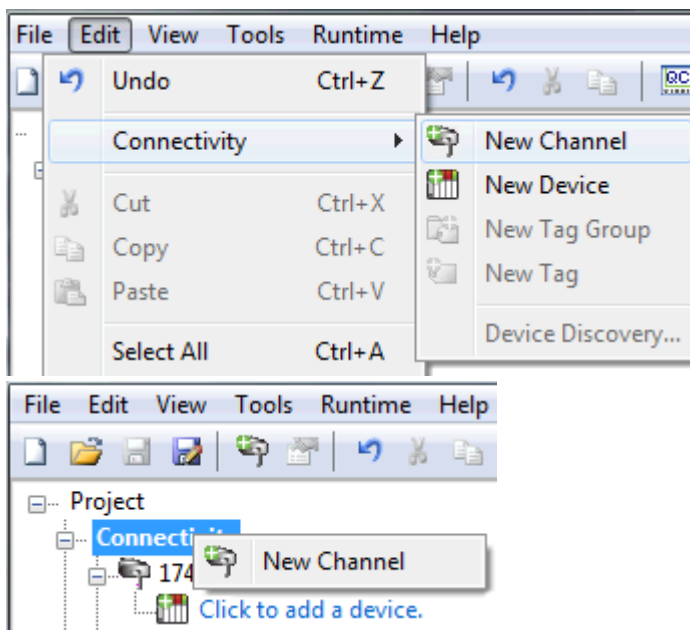 File Edit View Tools Runtime Help
Undo Ctrl+Z
Connectivity
New Channel
New Device
Cut Ctrl+X
New Tag Group
Copy Ctrl+C
New Tag
Paste Ctrl+V
Device Discovery...
Select All Ctrl+A
File Edit View Tools Runtime Help
Project
New Channel
174
Click to add a device.